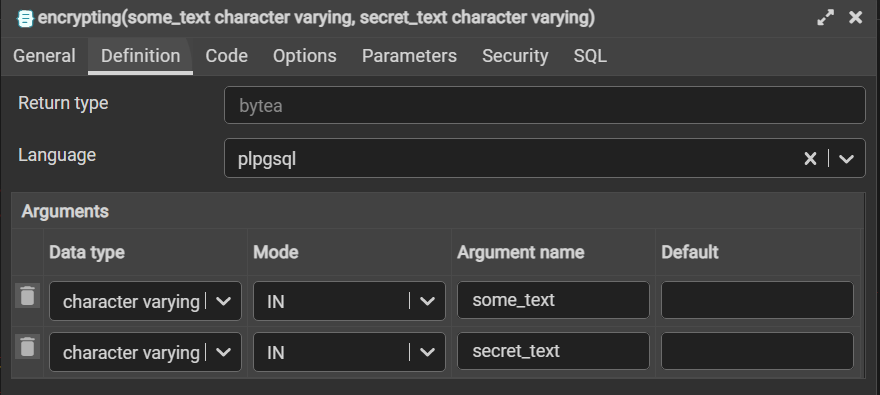 encrypting(some_text character varying, secret_text character varying)
General Definition Code Options Parameters Security SQL
Return type bytea
Language plpgsql
Arguments
Data type Mode Argument name Default
character varying IN some_text
character varying IN secret_text